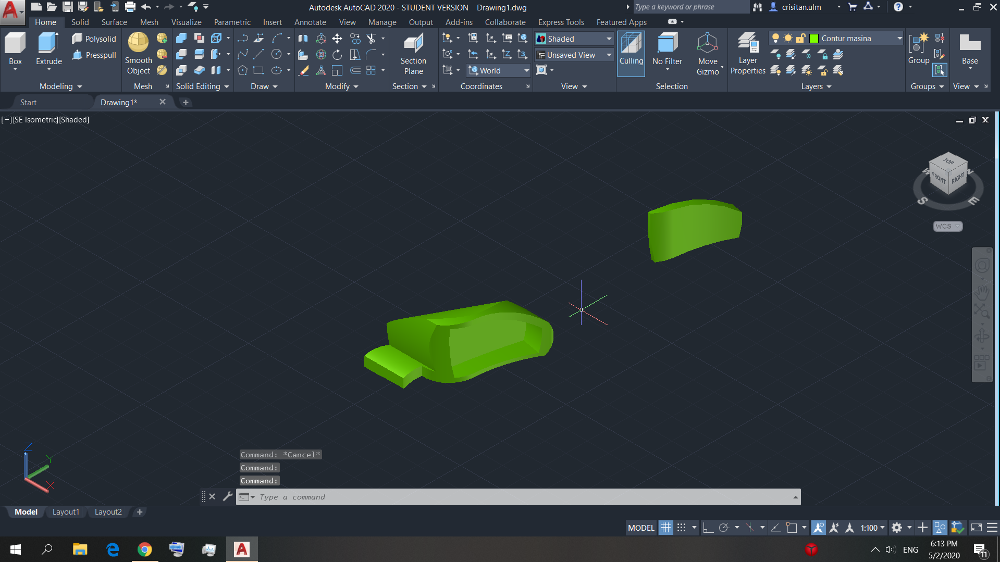 Autodesk AutoCAD 2020 - STUDENT VERSION Drawing1.dwg
Type a keyword or phrase
crisitan.ulm
Home Solid Surface Mesh Visualize Parametric Insert Annotate View Manage Output Add-ins Collaborate Express Tools Featured Apps
Box
Extrude
Polysolid
Presspull
Modeling
Smooth
Object
Mesh
Solid Editing
Draw
Modify
Section
Plane
Section
World
Coordinates
Shaded
Unsaved View
View
Culling
No Filter
Move
Gizmo
Selection
Layer
Properties
Contur masina
Layers
Group
Groups
Base
View
Start
Drawing1*
[−][SE Isometric][Shaded]
TOP
FRONT
RIGHT
W
N
S
E
WCS
Z
Y
X
Command: *Cancel*
Command:
Command:
Type a command
Model
Layout1
Layout2
MODEL
1:100
ENG
6:13 PM
5/2/2020
11